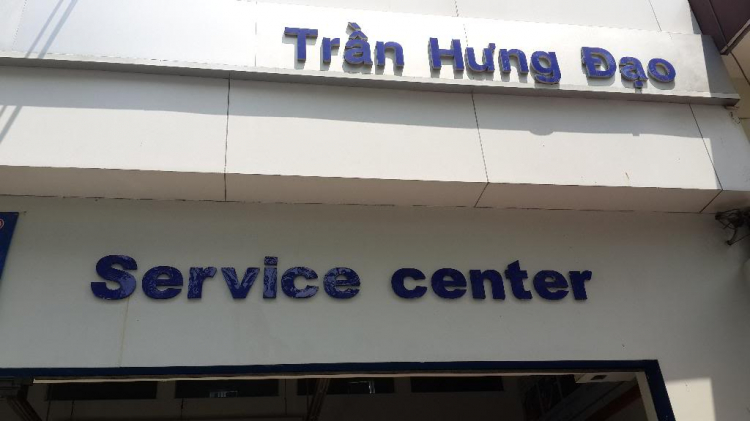 Trần Hưng Đạo
Service center